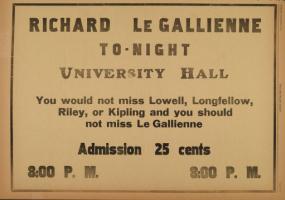 RICHARD LE GALLIENNE
TO-NIGHT
UNIVERSITY HALL
You would not miss Lowell, Longfellow,
Riley, or Kipling and you should
not miss Le Gallienne
Admission 25 cents
8:00 P. M. 8:00 P. M.